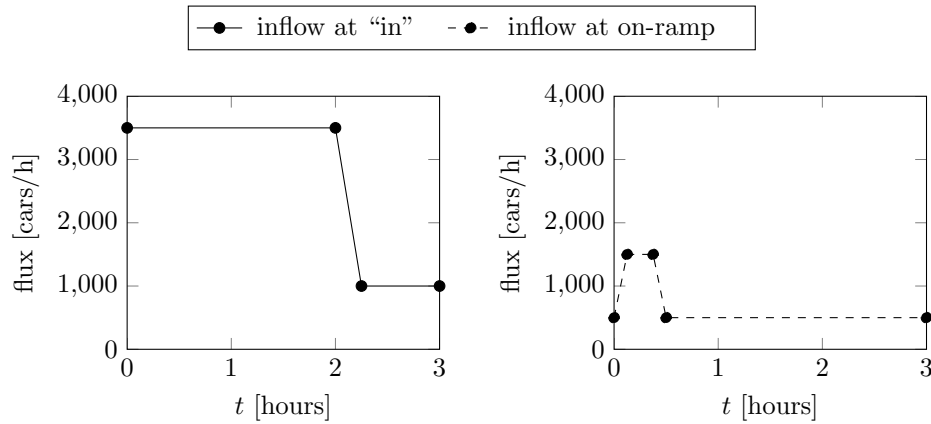 inflow at “in” inflow at on-ramp
4,000
3,000
2,000
1,000
0
flux [cars/h]
0 1 2 3
t [hours]
4,000
3,000
2,000
1,000
0
flux [cars/h]
0 1 2 3
t [hours]